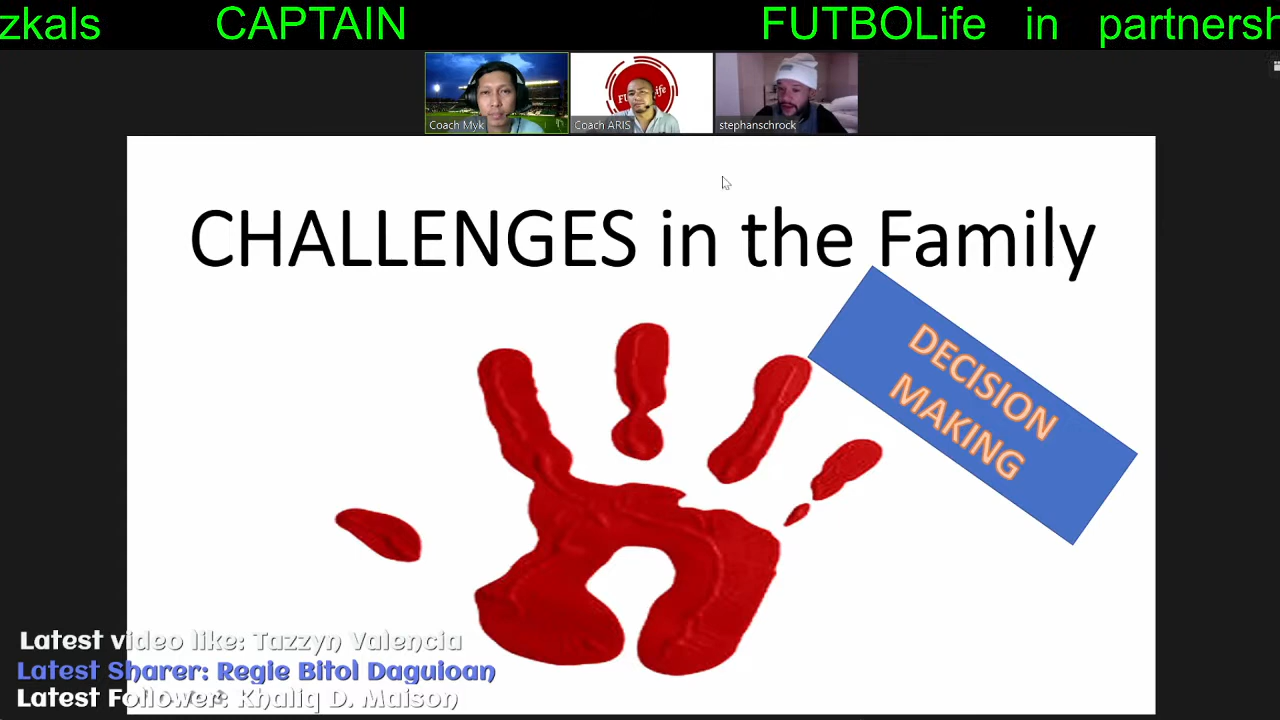 zkals CAPTAIN FUTBOLife in partnersh
Coach Myk
Coach ARIS
stephanschrock
CHALLENGES in the Family
DECISION
MAKING
Latest video like: Tazzyn Valencia
Latest Sharer: Regie Bitol Daguioan
Latest Follower: Khaliq D. Maison